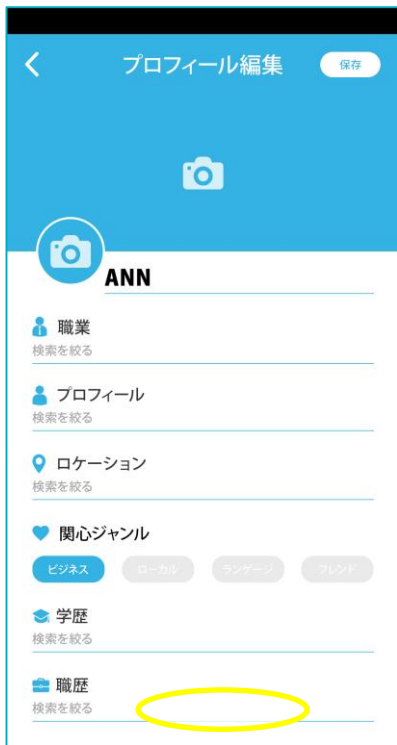 プロフィール編集 保存
ANN
職業
検索を絞る
プロフィール
検索を絞る
ロケーション
検索を絞る
関心ジャンル
ビジネス ローカル ランゲージ フレンド
学歴
検索を絞る
職歴
検索を絞る